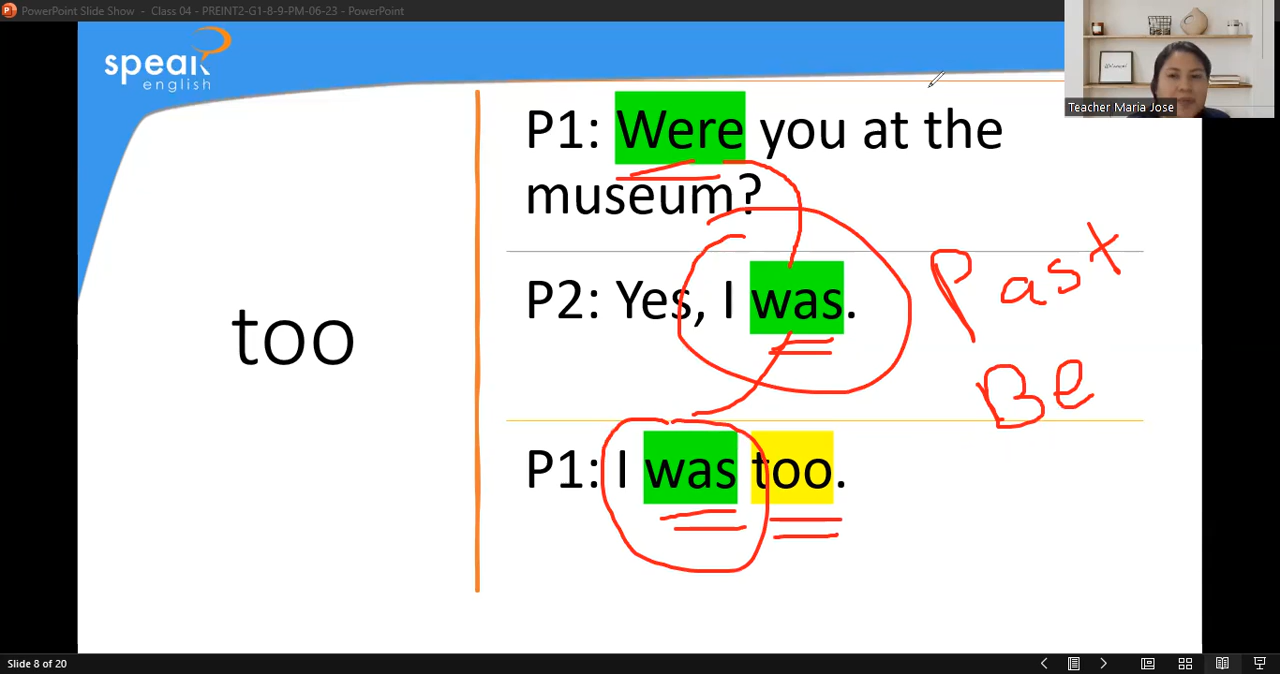 PowerPoint Slide Show - Class 04 - PREINT2-G1-8-9-PM-06-23 - PowerPoint
speak
english
Teacher Maria Jose
too
P1: Were you at the
museum?
P2: Yes, I was.
P1: I was too.
Past
Be
Slide 8 of 20